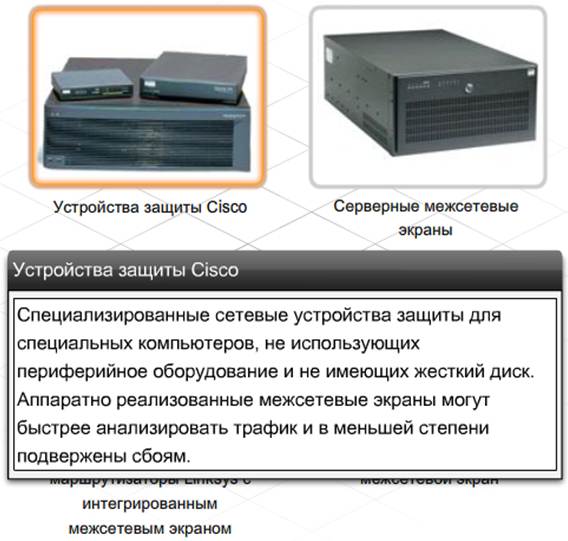 Устройства защиты Cisco
Серверные межсетевые
экраны
Устройства защиты Cisco
Специализированные сетевые устройства защиты для
специальных компьютеров, не использующих
периферийное оборудование и не имеющих жесткий диск.
Аппаратно реализованные межсетевые экраны могут
быстрее анализировать трафик и в меньшей степени
подвержены сбоям.
маршрутизаторы Linksys с
межсетевой экран
интегрированным
межсетевым экраном